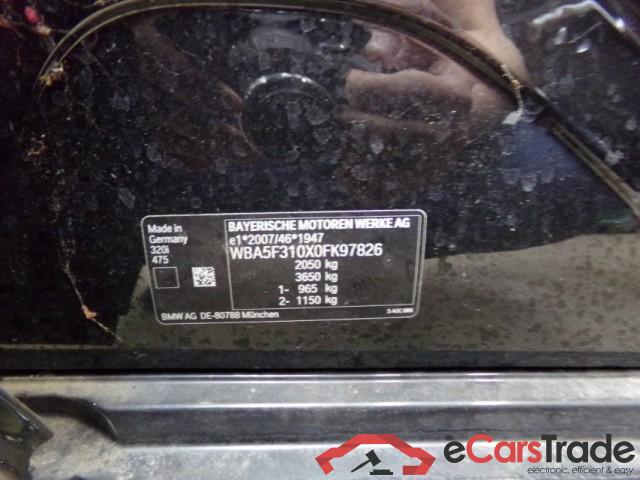 Made in
Germany
320i
475
BAYERISCHE MOTOREN WERKE AG
e1*2007/46*1947
WBA5F310X0FK97826
2050 kg
3650 kg
1- 965 kg
2- 1150 kg
BMW AG DE-80788 München
eCarsTrade
electronic, efficient & easy